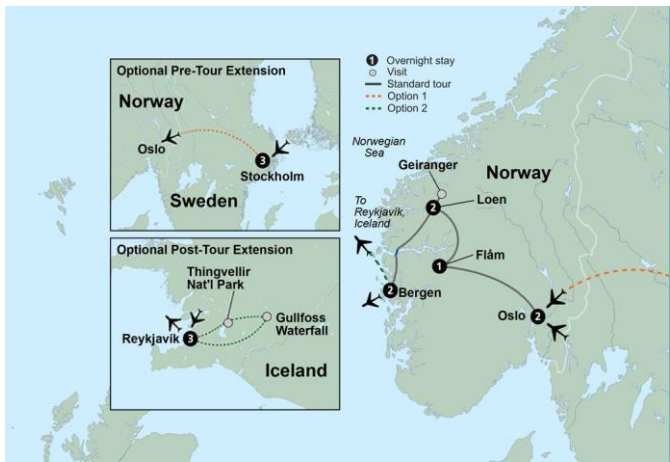 Optional Pre-Tour Extension
Norway
Oslo
3
Stockholm
Sweden
Optional Post-Tour Extension
Thingvellir
Nat'l Park
Gullfoss
Waterfall
Reykjavík
3
Iceland
1 Overnight stay
Visit
Standard tour
Option 1
Option 2
Norwegian
Sea
Geiranger
Norway
2
Loen
To
Reykjavík,
Iceland
Flåm
1
2
Bergen
Oslo
2